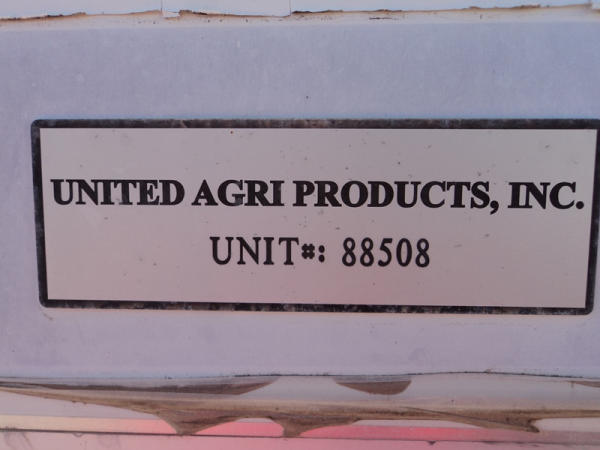 UNITED AGRI PRODUCTS, INC.
UNIT#: 88508